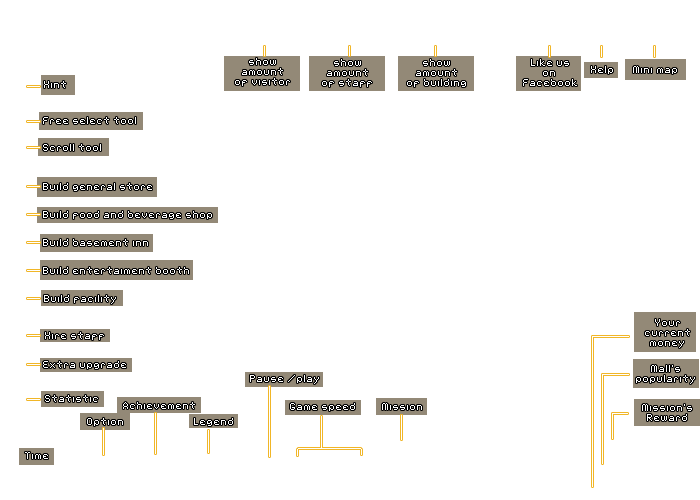 show
amount
of visitor
show
amount
of staff
show
amount
of building
Like us
on
Facebook
Help
Mini map
Hint
Free select tool
Scroll tool
Build general store
Build food and beverage shop
Build basement inn
Build entertaiment booth
Build facility
Hire staff
Extra upgrade
Statistic
Option
Achievement
Legend
Time
Pause /play
Game speed
Mission
Your
current
money
Mall's
popularity
Mission's
Reward